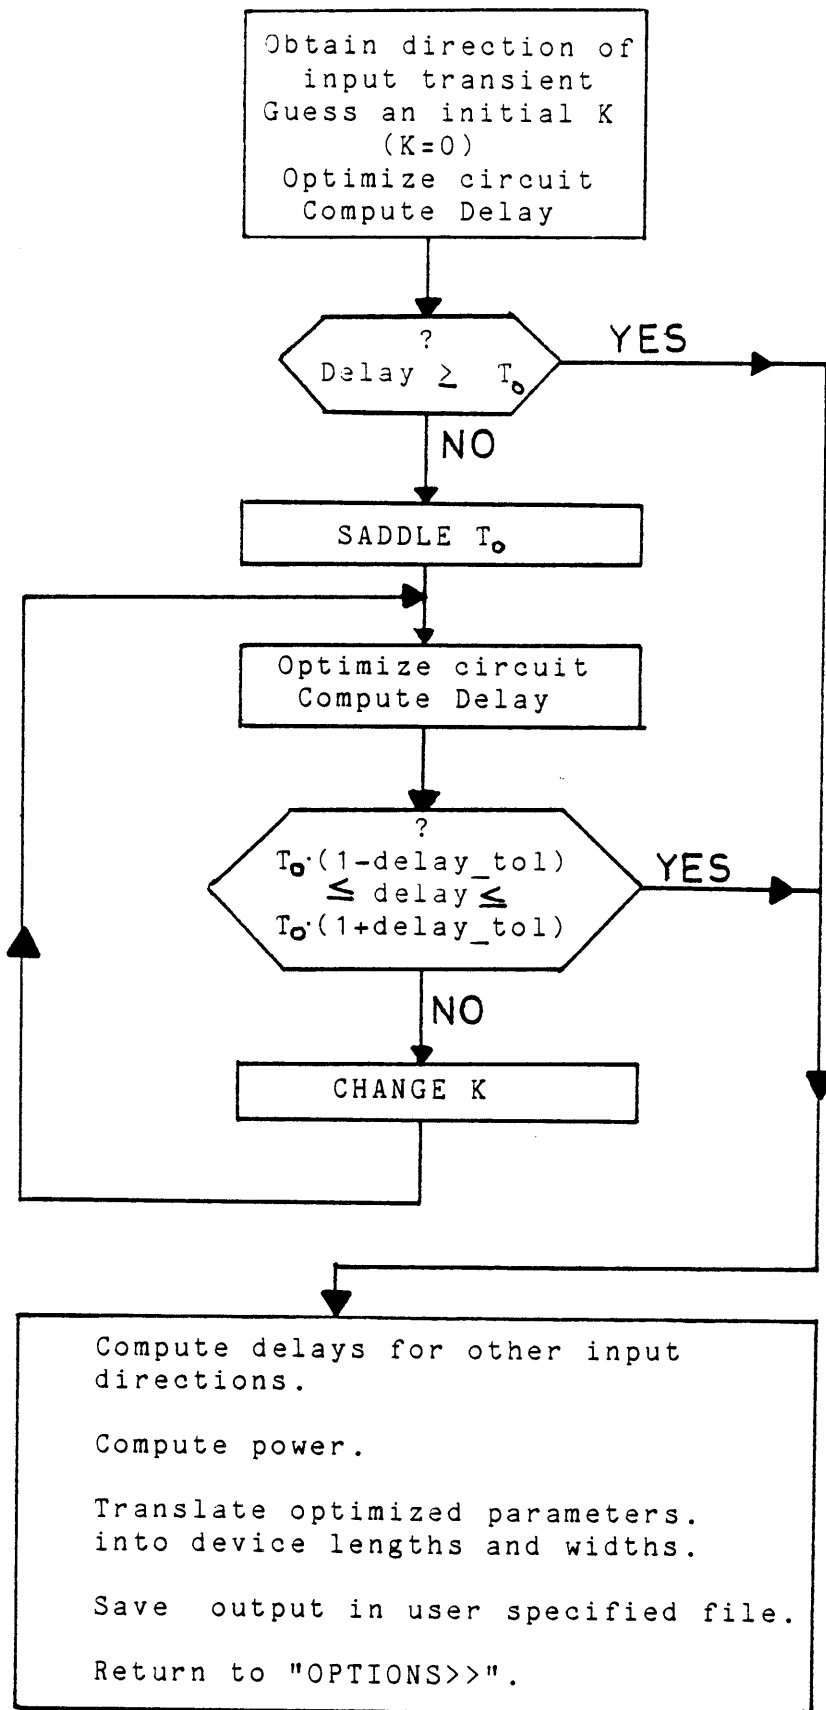 Obtain direction of
input transient
Guess an initial K
(K=0)
Optimize circuit
Compute Delay
?
Delay ≥ T₀
YES
NO
SADDLE T₀
Optimize circuit
Compute Delay
?
T₀·(1-delay_tol)
≤ delay ≤
T₀·(1+delay_tol)
YES
NO
CHANGE K
Compute delays for other input
directions.
Compute power.
Translate optimized parameters.
into device lengths and widths.
Save output in user specified file.
Return to "OPTIONS>>".